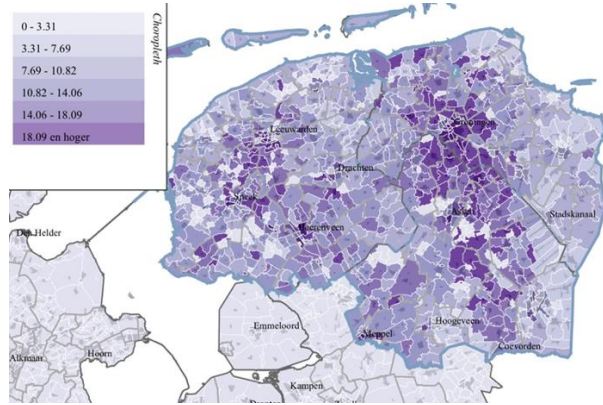 Choropleth
0 - 3.31
3.31 - 7.69
7.69 - 10.82
10.82 - 14.06
14.06 - 18.09
18.09 en hoger
Leeuwarden
Groningen
Drachten
Sneek
Assen
Stadskanaal
Heerenveen
Den Helder
Emmeloord
Meppel
Hoogeveen
Coevorden
Hoorn
Alkmaar
Kampen